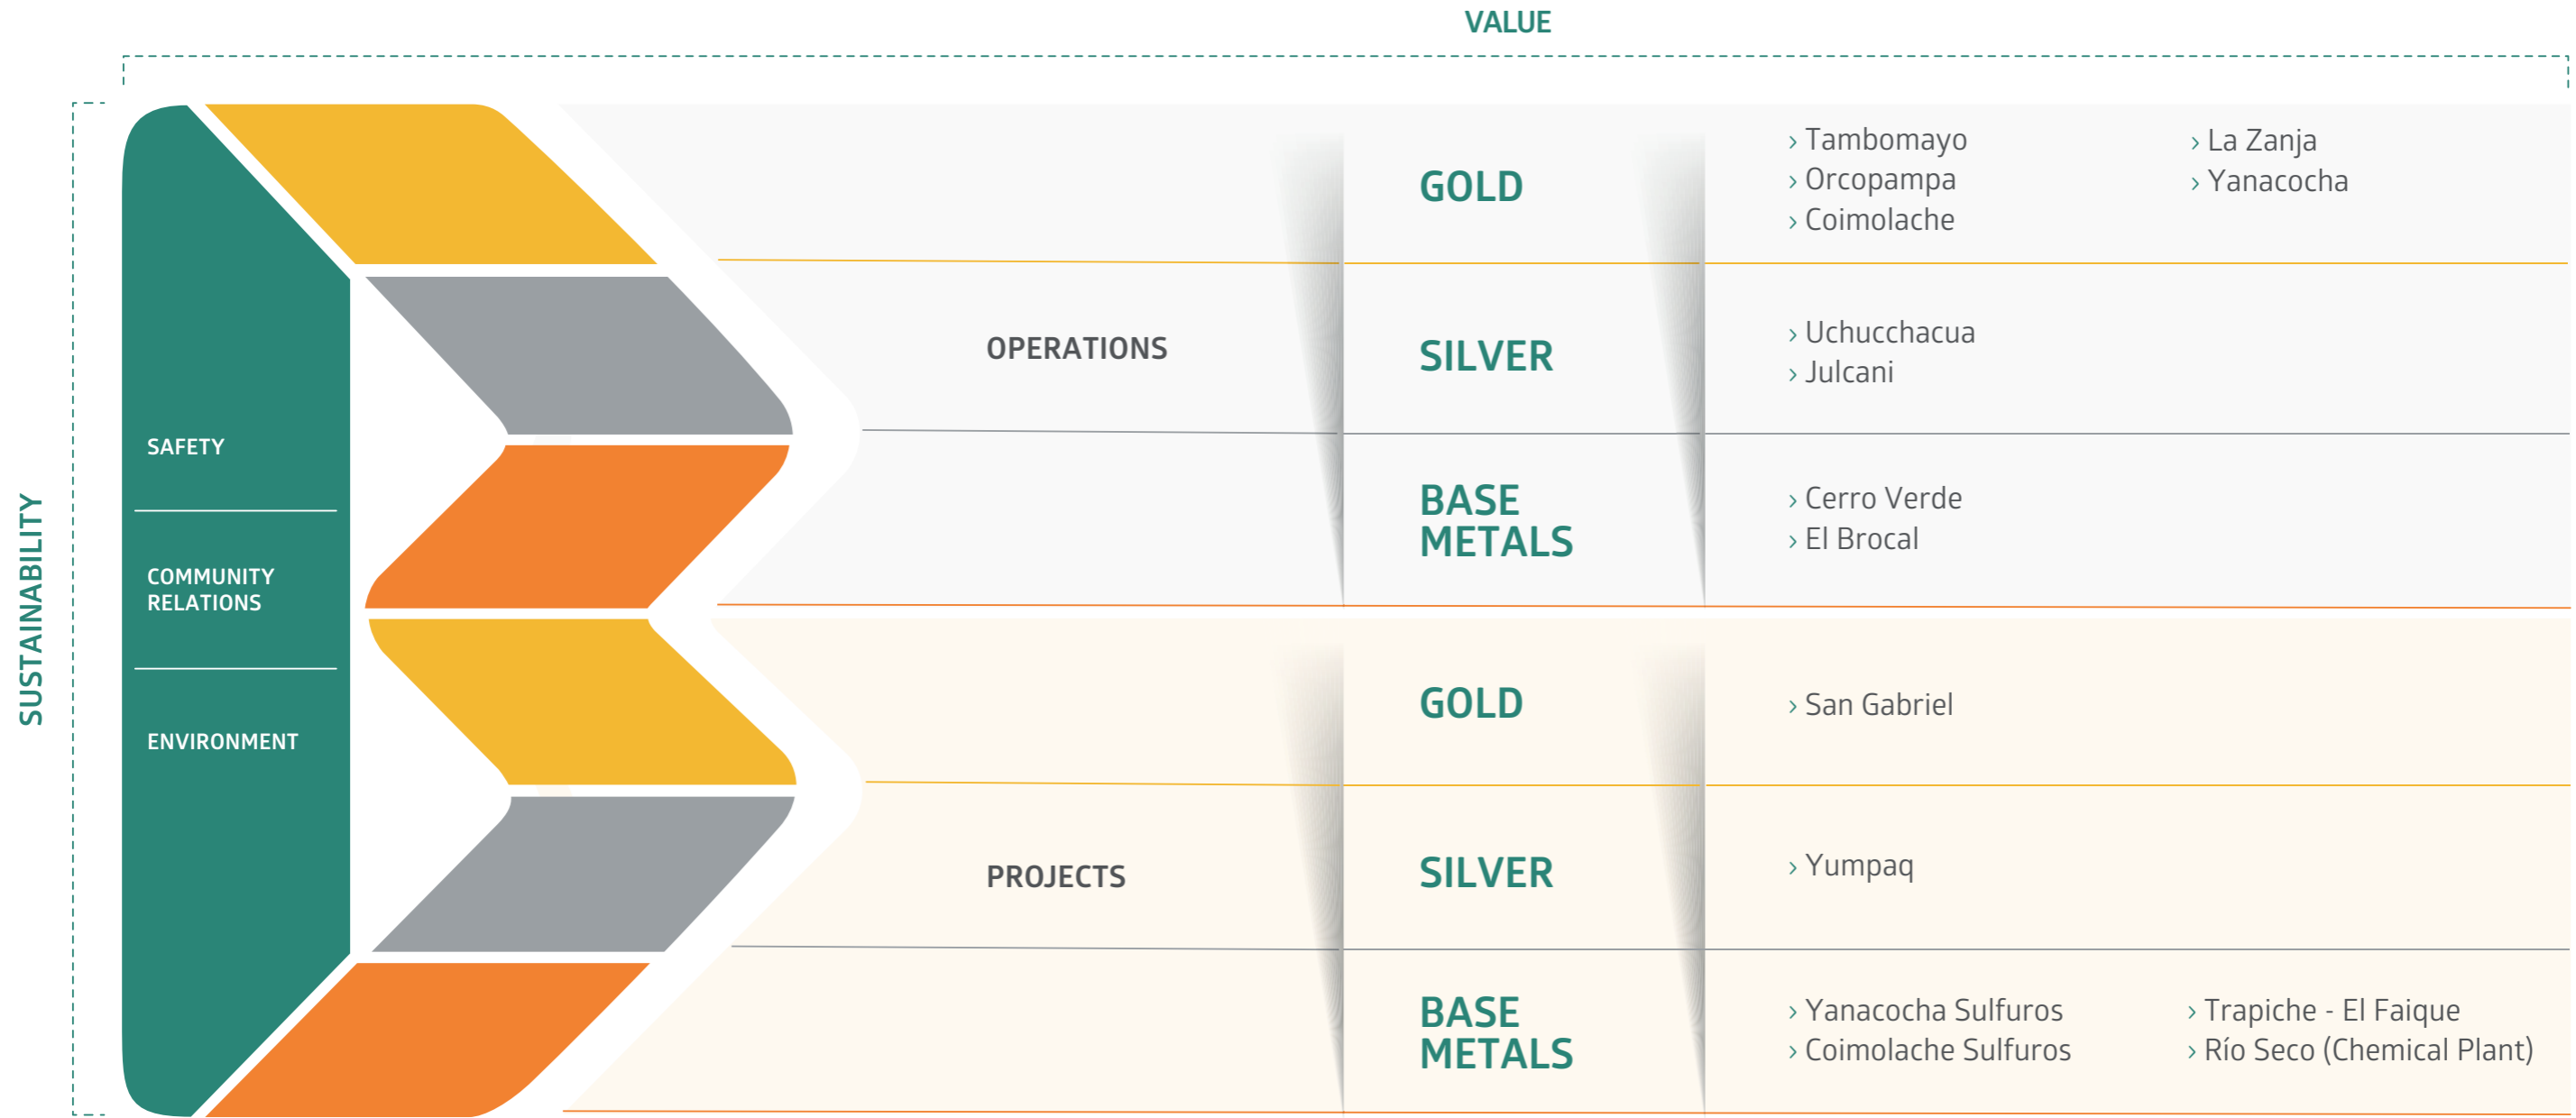 VALUE
SUSTAINABILITY
SAFETY
COMMUNITY
RELATIONS
ENVIRONMENT
OPERATIONS
GOLD
› Tambomayo
› Orcopampa
› Coimolache
› La Zanja
› Yanacocha
SILVER
› Uchucchacua
› Julcani
BASE
METALS
› Cerro Verde
› El Brocal
PROJECTS
GOLD
› San Gabriel
SILVER
› Yumpaq
BASE
METALS
› Yanacocha Sulfuros
› Coimolache Sulfuros
› Trapiche - El Faique
› Río Seco (Chemical Plant)